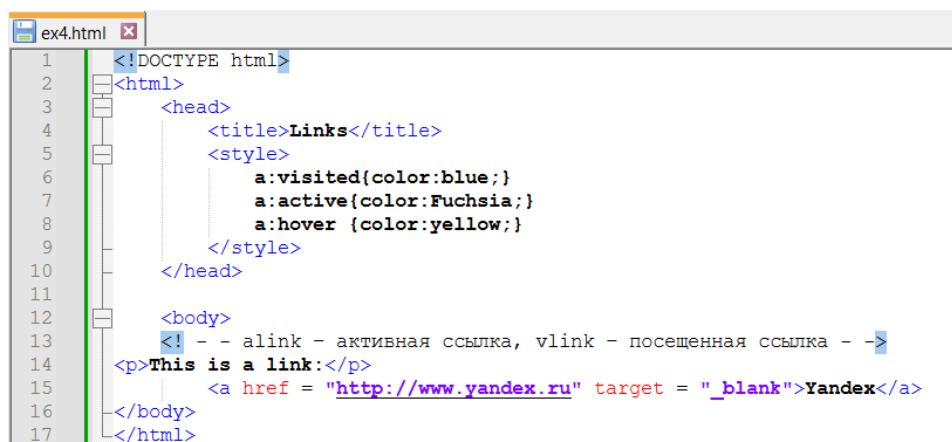 ex4.html
1 <!DOCTYPE html>
2 <html>
3 <head>
4 <title>Links</title>
5 <style>
6 a:visited{color:blue;}
7 a:active{color:Fuchsia;}
8 a:hover {color:yellow;}
9 </style>
10 </head>
11
12 <body>
13 <! - - alink - активная ссылка, vlink - посещенная ссылка - ->
14 <p>This is a link:</p>
15 <a href = "http://www.yandex.ru" target = "_blank">Yandex</a>
16 </body>
17 </html>